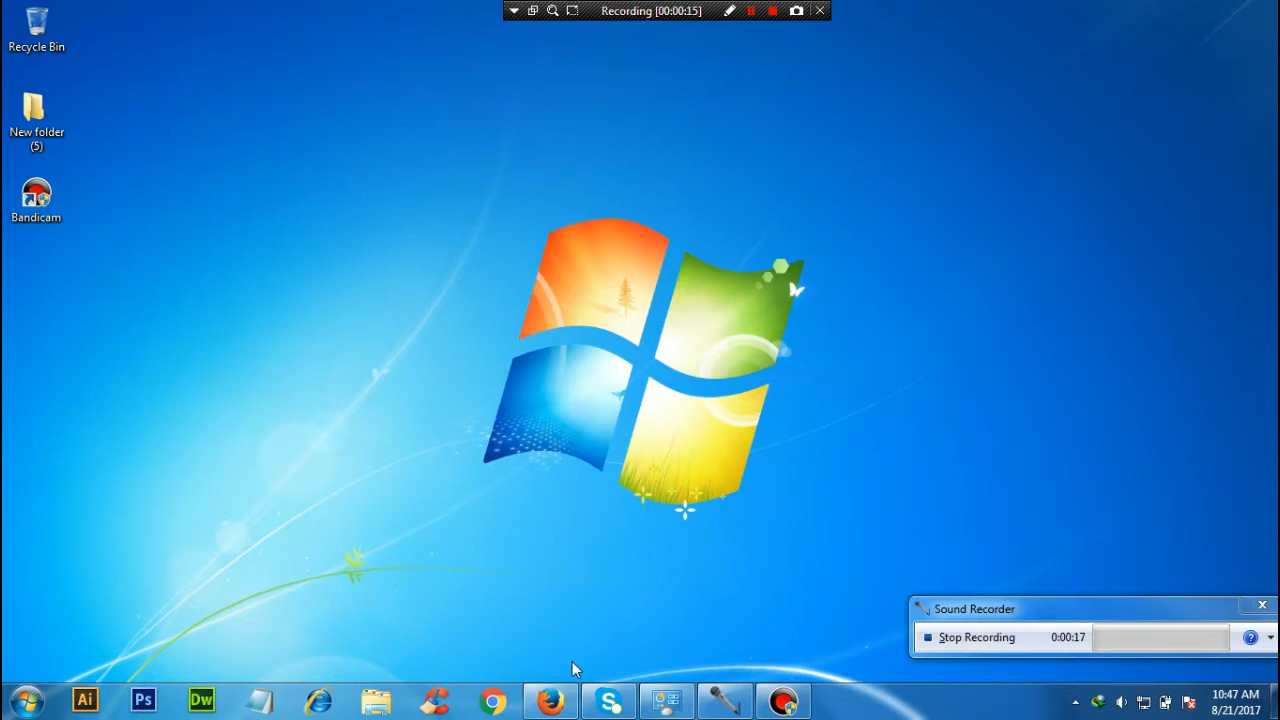 Recording [00:00:15]
Recycle Bin
New folder
(5)
Bandicam
Sound Recorder
Stop Recording 0:00:17
Ai Ps Dw
10:47 AM
8/21/2017